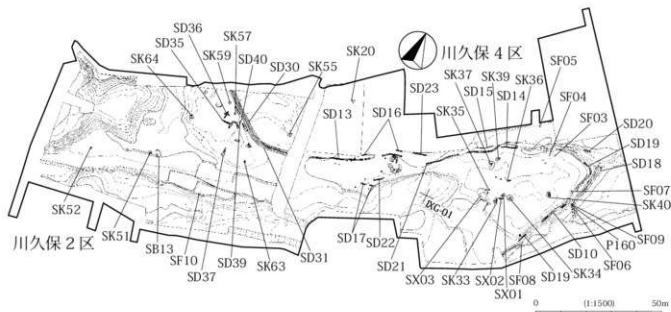 SD36
SK57
SD35
SD40
SK55
SK20
川久保4区
SK64
SK59
SD30
SK37
SK39
SK36
SF05
SD23
SD15
SD14
SF04
SD13
SD16
SK35
SF03
SD20
SD19
SD18
SF07
SK40
SK52
川久保2区
SK51
SB13
SF10
SD37
SD39
SK63
SD31
SD17
SD22
SD21
SX03
SK33
SX02
SX01
SF08
SD19
SK34
SF06
P160
SD10
SF09
0
(1:1500)
50m